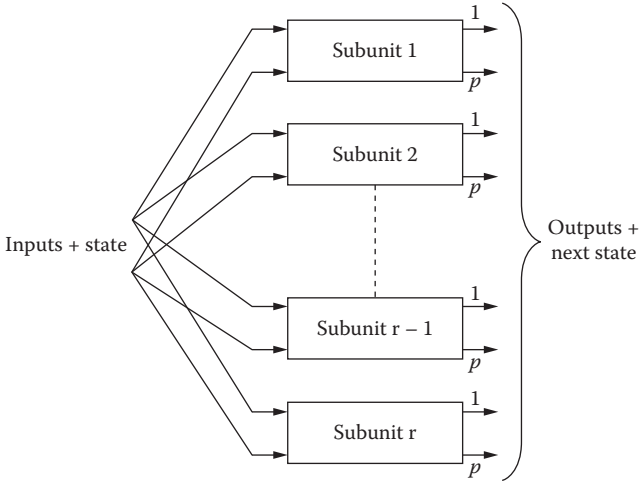 1
Subunit 1
p
1
Subunit 2
p
Inputs + state
Outputs +
next state
1
Subunit r – 1
p
1
Subunit r
p